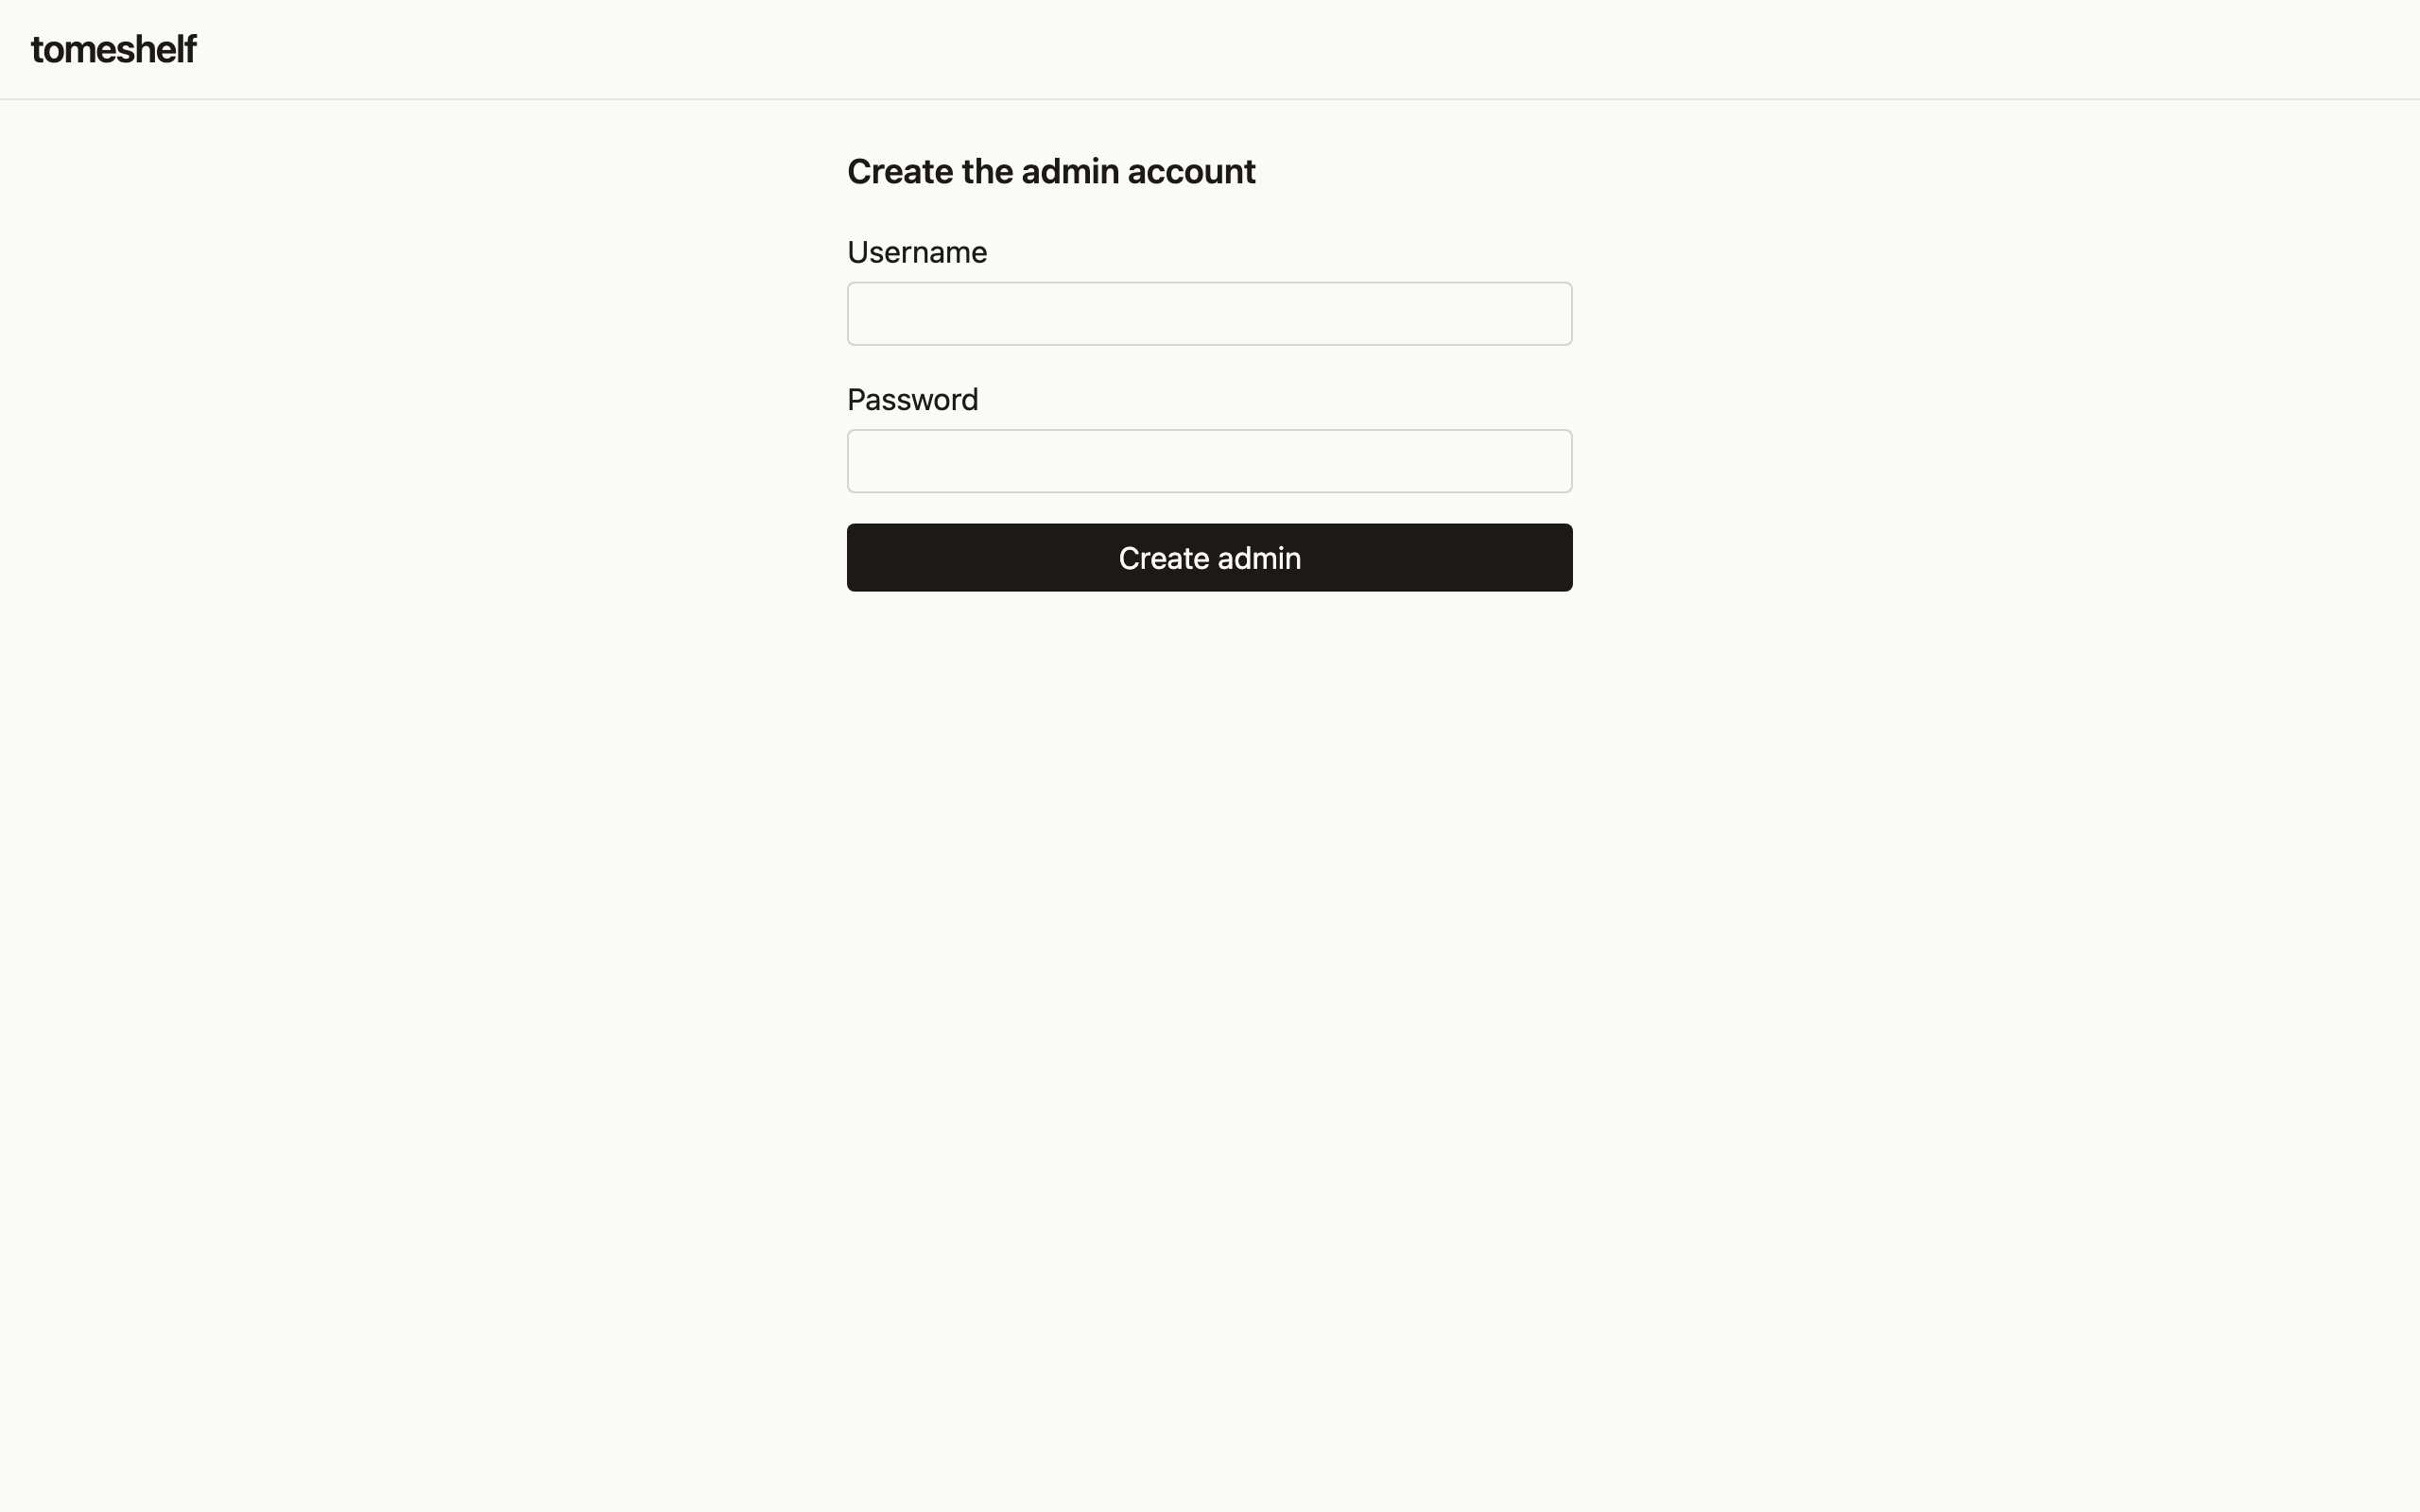 tomeshelf
Create the admin account
Username
Password
Create admin